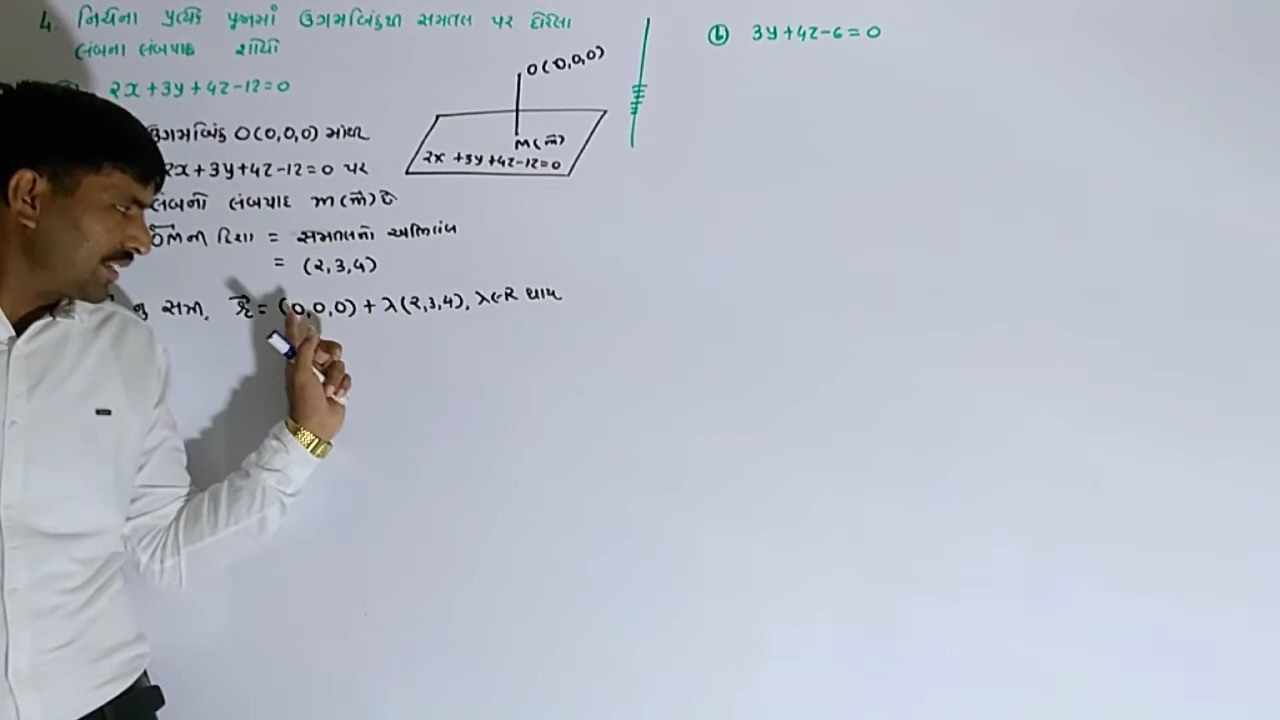 4. નિચેના પ્રત્યેક પ્રશ્નમાં ઉગમબિંદુથી સમતલ પર દોરેલા
લંબના લંબપાદ શોધો
2x+3y+4z-12=0
ઉગમબિંદુ O(0,0,0) માંથી
2x+3y+4z-12=0 પર
લંબનો લંબપાદ M(m⃗) છે
OM ની દિશા = સમતલનો અભિલંબ
= (2,3,4)
નુ સમી. r⃗ = (0,0,0) + λ(2,3,4), λ∈R થાય
O(0,0,0)
M(m⃗)
2x +3y +4z -12=0
(b) 3y+4z-6=0